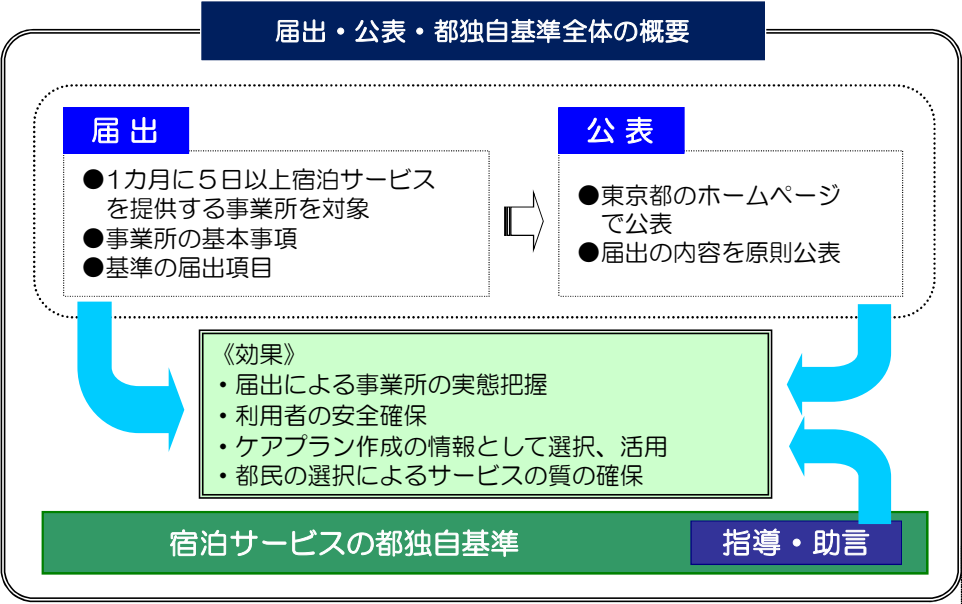 届出・公表・都独自基準全体の概要
届 出
●1カ月に５日以上宿泊サービス
を提供する事業所を対象
●事業所の基本事項
●基準の届出項目
公 表
●東京都のホームページ
で公表
●届出の内容を原則公表
《効果》
・届出による事業所の実態把握
・利用者の安全確保
・ケアプラン作成の情報として選択、活用
・都民の選択によるサービスの質の確保
宿泊サービスの都独自基準
指導・助言